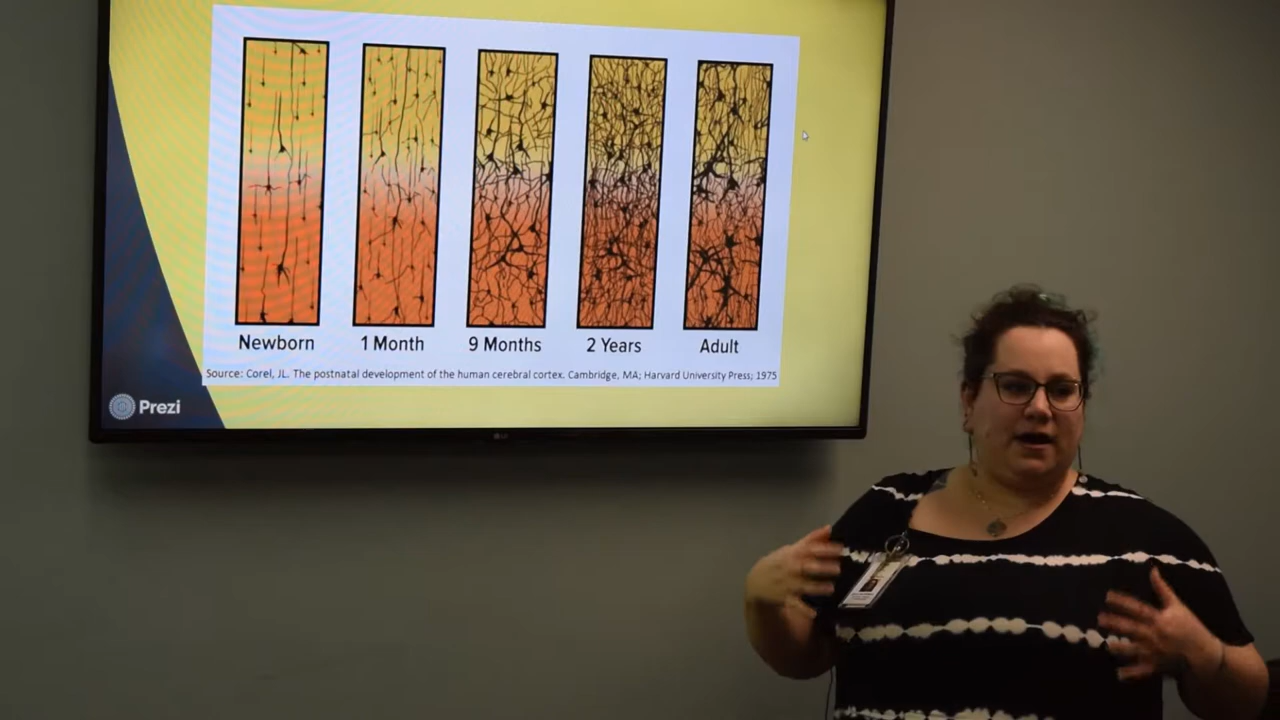 Newborn
1 Month
9 Months
2 Years
Adult
Source: Corel, JL. The postnatal development of the human cerebral cortex. Cambridge, MA; Harvard University Press; 1975
Prezi
LG